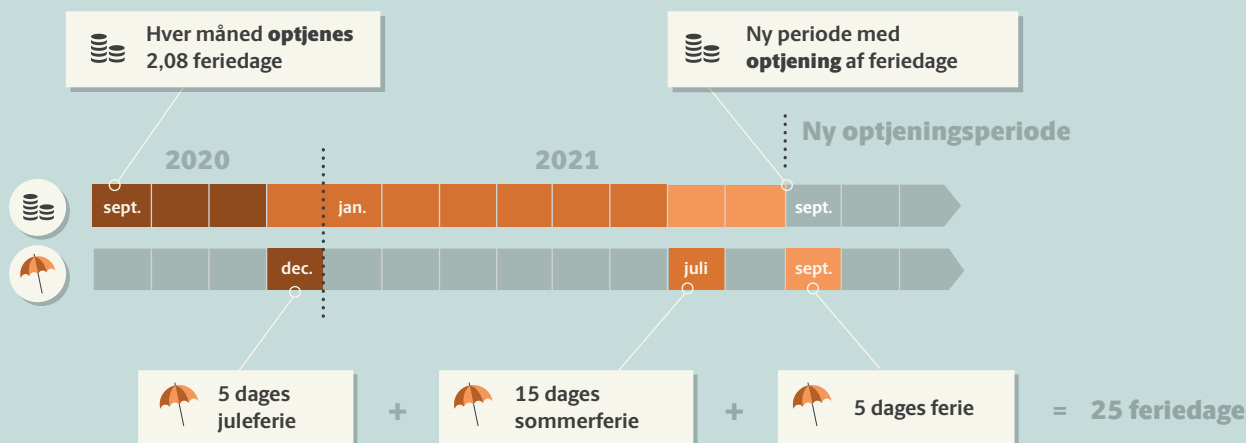 Hver måned optjenes
2,08 feriedage
Ny periode med
optjening af feriedage
Ny optjeningsperiode
2020
2021
sept.
jan.
sept.
dec.
juli
sept.
5 dages
juleferie
+
15 dages
sommerferie
+
5 dages ferie
= 25 feriedage